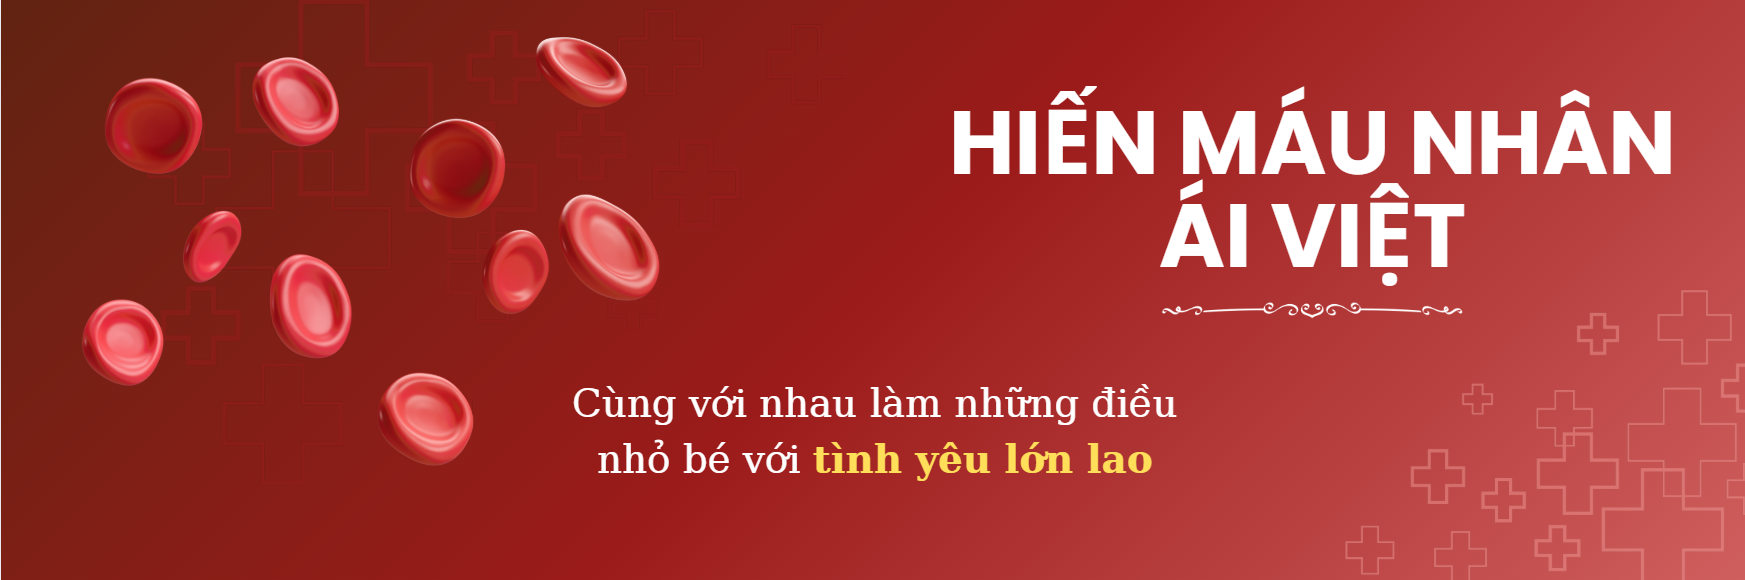 HIẾN MÁU NHÂN
ÁI VIỆT
Cùng với nhau làm những điều
nhỏ bé với tình yêu lớn lao